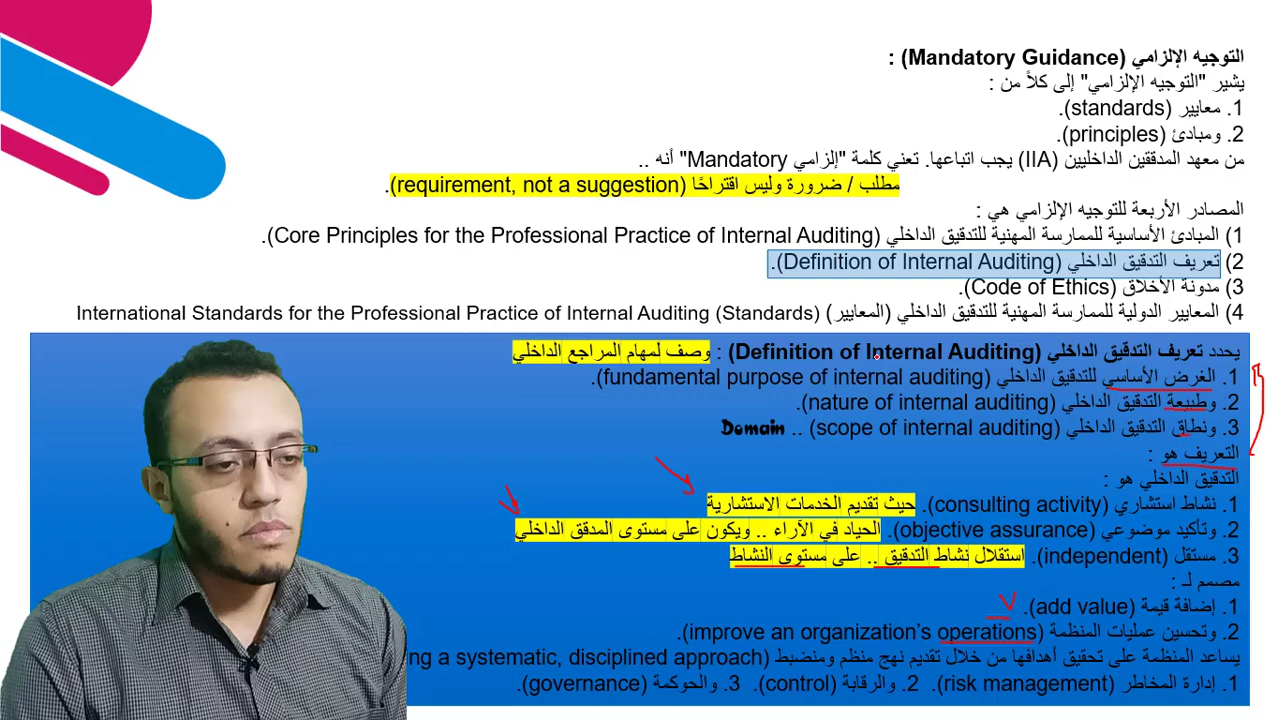 التوجيه الإلزامي (Mandatory Guidance) :
يشير "التوجيه الإلزامي" إلى كلاً من :
1. معايير (standards).
2. ومبادئ (principles).
من معهد المدققين الداخليين (IIA) يجب اتباعها. تعني كلمة "إلزامي Mandatory" أنه ..
مطلب / ضرورة وليس اقتراحًا (requirement, not a suggestion).
المصادر الأربعة للتوجيه الإلزامي هي :
1) المبادئ الأساسية للممارسة المهنية للتدقيق الداخلي (Core Principles for the Professional Practice of Internal Auditing).
2) تعريف التدقيق الداخلي (Definition of Internal Auditing).
3) مدونة الأخلاق (Code of Ethics).
4) المعايير الدولية للممارسة المهنية للتدقيق الداخلي (المعايير) International Standards for the Professional Practice of Internal Auditing (Standards)
يحدد تعريف التدقيق الداخلي (Definition of Internal Auditing) : وصف لمهام المراجع الداخلي
1. الغرض الأساسي للتدقيق الداخلي (fundamental purpose of internal auditing).
2. وطبيعة التدقيق الداخلي (nature of internal auditing).
3. ونطاق التدقيق الداخلي (scope of internal auditing) .. Domain
التعريف هو :
التدقيق الداخلي هو :
1. نشاط استشاري (consulting activity). حيث تقديم الخدمات الاستشارية
2. وتأكيد موضوعي (objective assurance). الحياد في الآراء .. ويكون على مستوى المدقق الداخلي
3. مستقل (independent). استقلال نشاط التدقيق .. على مستوى النشاط
مصمم لـ :
1. إضافة قيمة (add value).
2. وتحسين عمليات المنظمة (improve an organization's operations).
يساعد المنظمة على تحقيق أهدافها من خلال تقديم نهج منظم ومنضبط (ng a systematic, disciplined approach)
1. إدارة المخاطر (risk management). 2. والرقابة (control). 3. والحوكمة (governance).